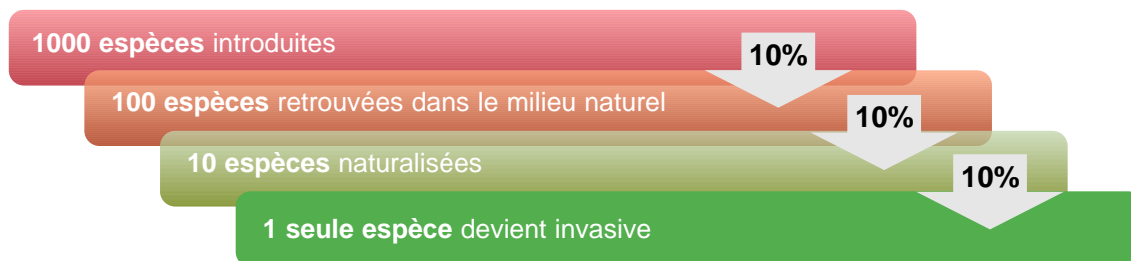 1000 espèces introduites
10%
100 espèces retrouvées dans le milieu naturel
10%
10 espèces naturalisées
10%
1 seule espèce devient invasive